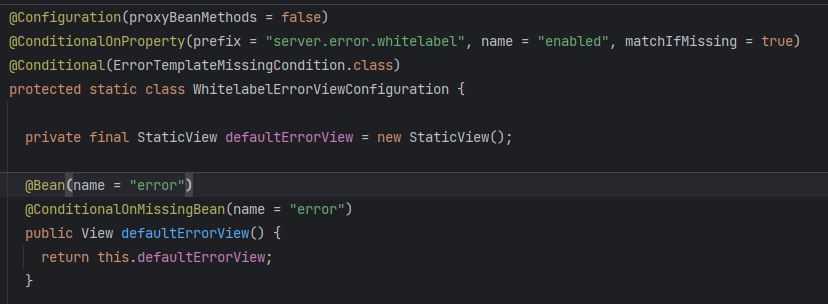 @Configuration(proxyBeanMethods = false)
@ConditionalOnProperty(prefix = "server.error.whitelabel", name = "enabled", matchIfMissing = true)
@Conditional(ErrorTemplateMissingCondition.class)
protected static class WhitelabelErrorViewConfiguration {
private final StaticView defaultErrorView = new StaticView();
@Bean(name = "error")
@ConditionalOnMissingBean(name = "error")
public View defaultErrorView() {
return this.defaultErrorView;
}